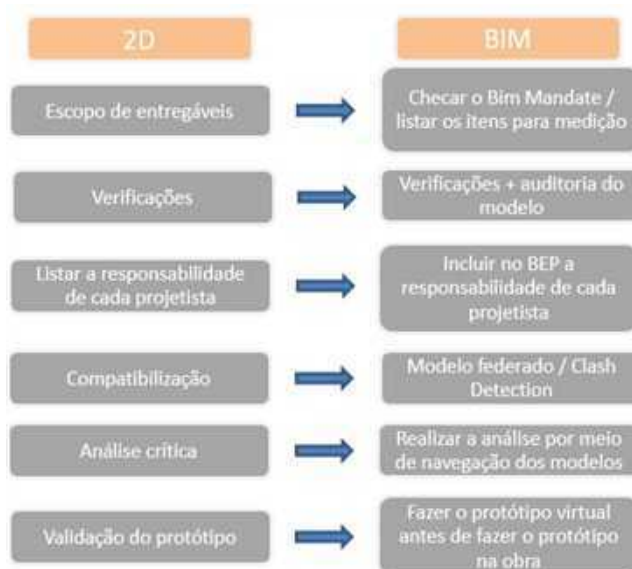 2D
BIM
Escopo de entregáveis
Checar o Bim Mandate /
listar os itens para medição
Verificações
Verificações + auditoria do
modelo
Listar a responsabilidade
de cada projetista
Incluir no BEP a
responsabilidade de cada
projetista
Compatibilização
Modelo federado / Clash
Detection
Análise crítica
Realizar a análise por meio
de navegação dos modelos
Validação do protótipo
Fazer o protótipo virtual
antes de fazer o protótipo
na obra